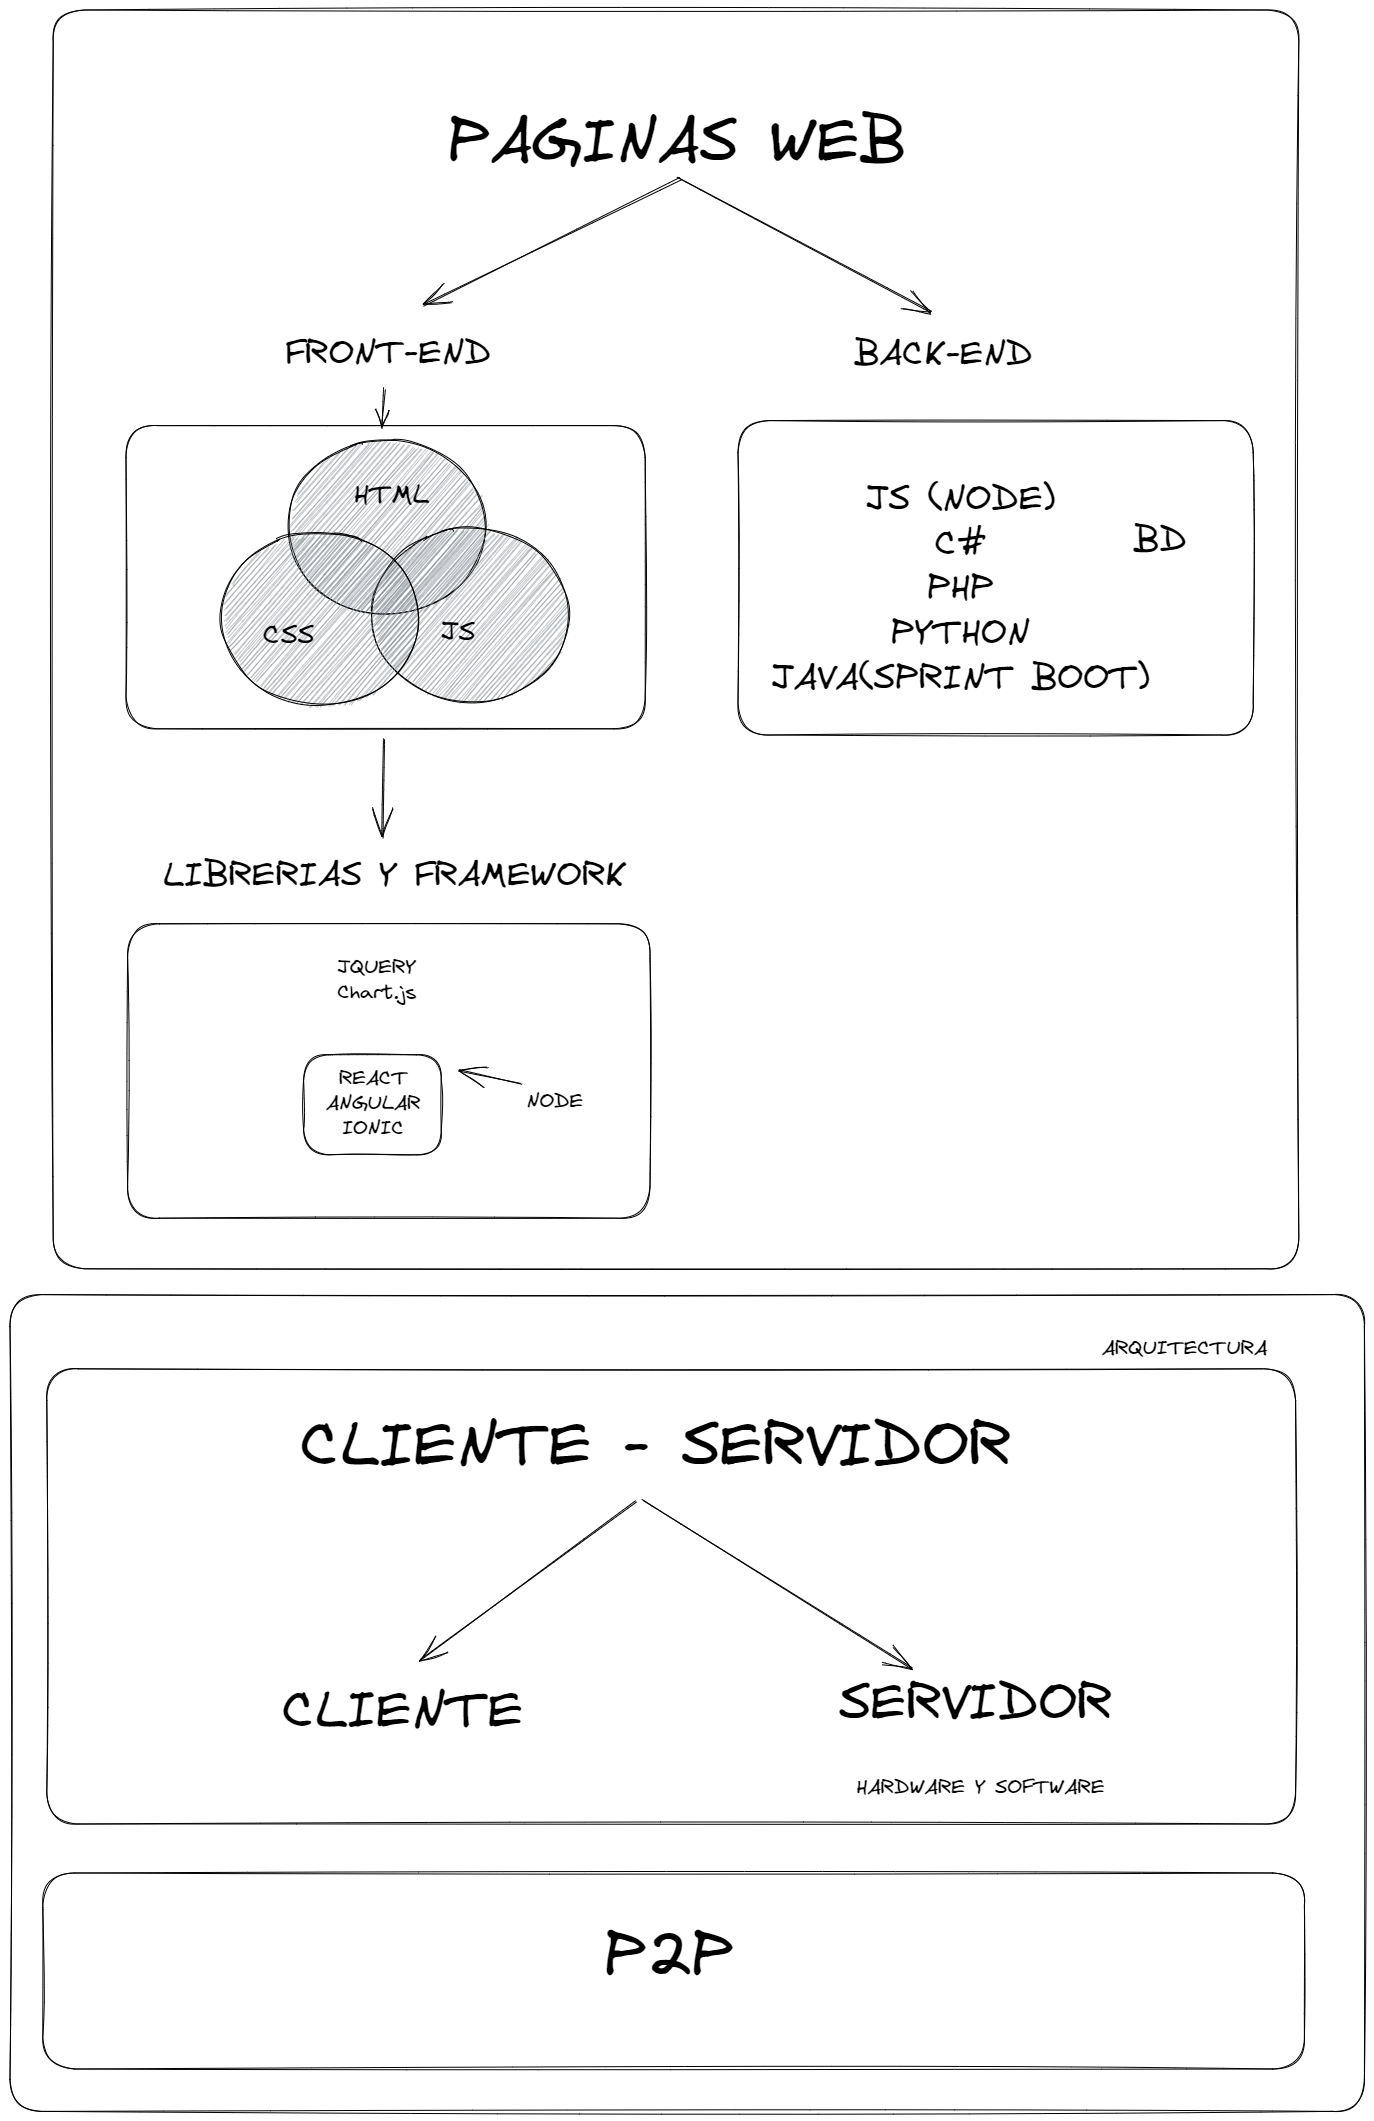 PAGINAS WEB
FRONT-END
BACK-END
HTML
CSS
JS
JS (NODE)
C#
PHP
PYTHON
JAVA(SPRINT BOOT)
BD
LIBRERIAS Y FRAMEWORK
JQUERY
Chart.js
REACT
ANGULAR
IONIC
NODE
ARQUITECTURA
CLIENTE - SERVIDOR
CLIENTE
SERVIDOR
HARDWARE Y SOFTWARE
P2P